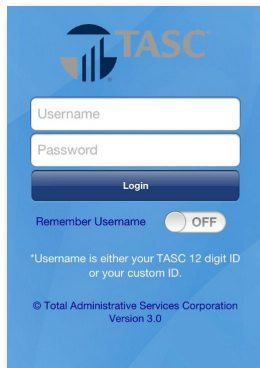 TASC
Username
Password
Login
Remember Username OFF
*Username is either your TASC 12 digit ID
or your custom ID.
© Total Administrative Services Corporation
Version 3.0